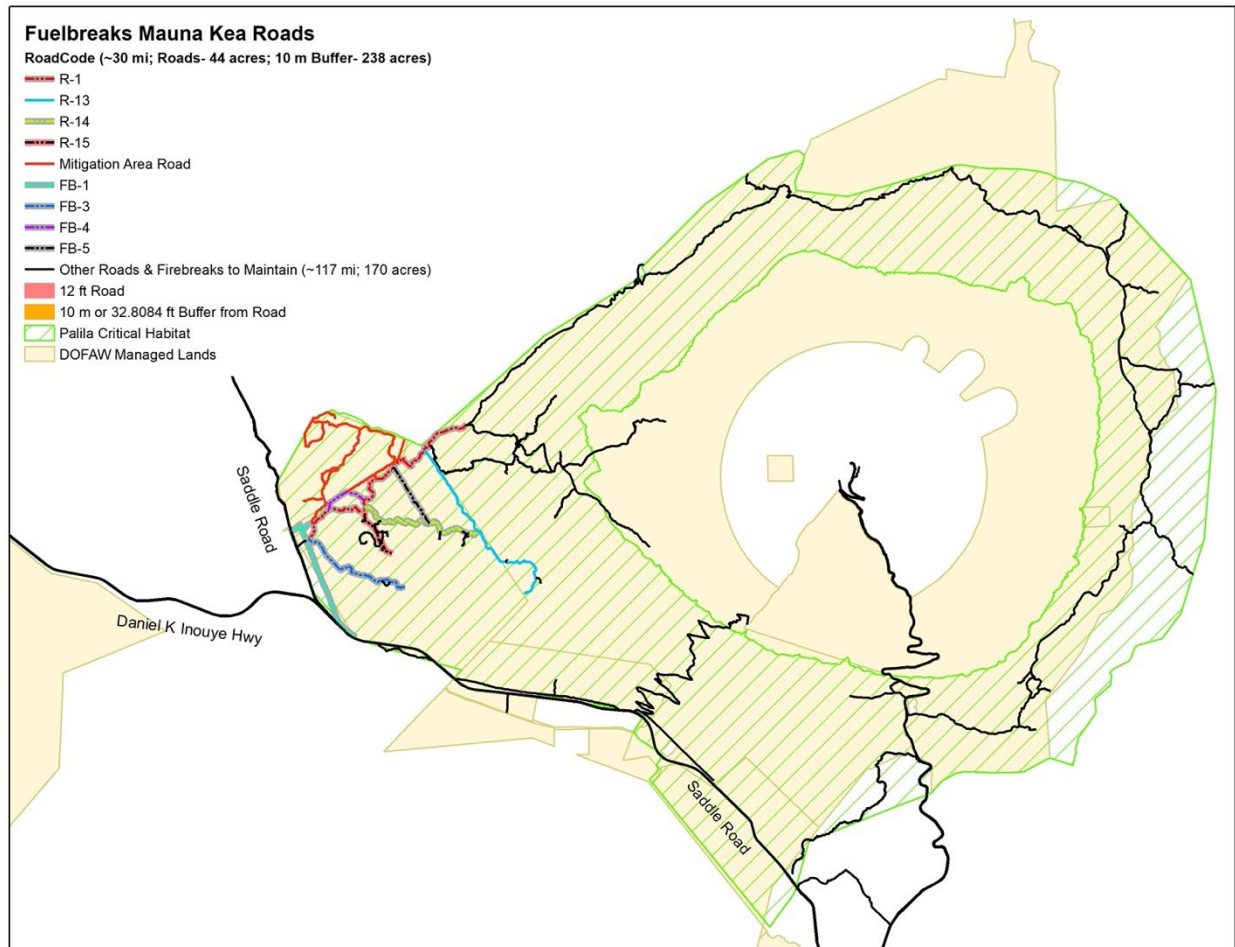 Fuelbreaks Mauna Kea Roads
RoadCode (~30 mi; Roads- 44 acres; 10 m Buffer- 238 acres)
R-1
R-13
R-14
R-15
Mitigation Area Road
FB-1
FB-3
FB-4
FB-5
Other Roads & Firebreaks to Maintain (~117 mi; 170 acres)
12 ft Road
10 m or 32.8084 ft Buffer from Road
Palila Critical Habitat
DOFAW Managed Lands
Saddle Road
Daniel K Inouye Hwy
Saddle Road